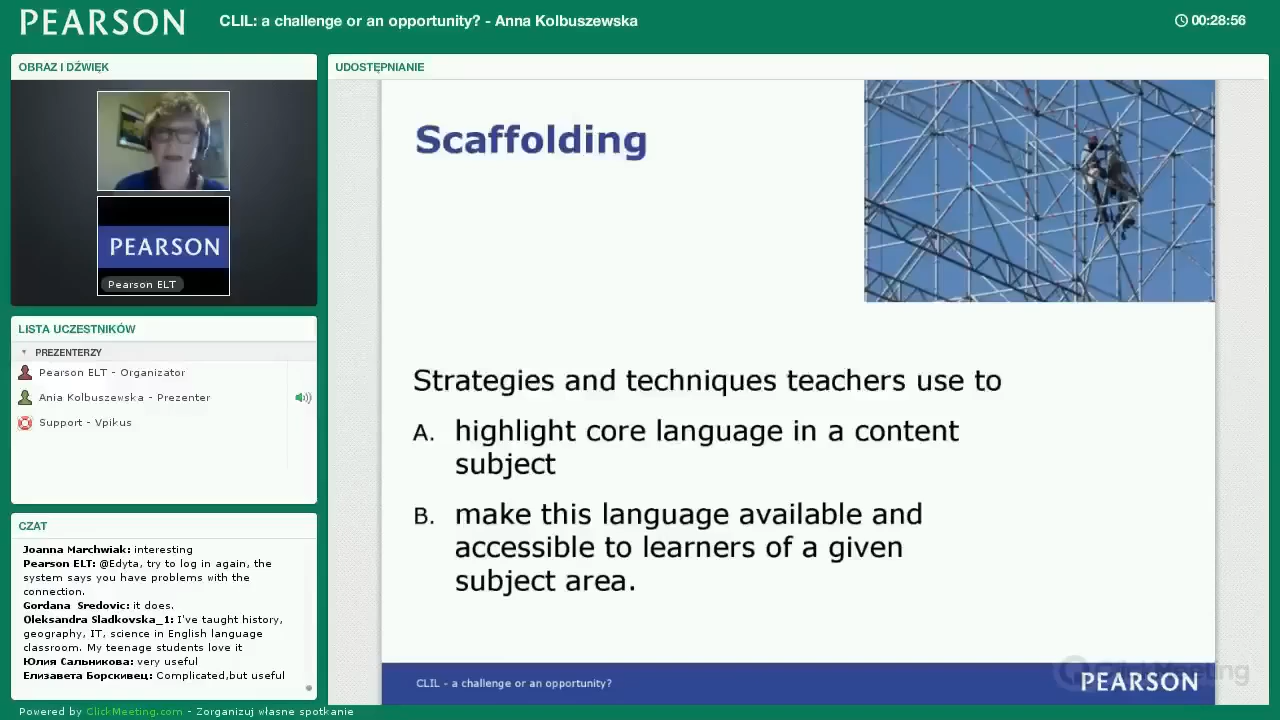 PEARSON
CLIL: a challenge or an opportunity? - Anna Kolbuszewska
00:28:56
OBRAZ I DŹWIĘK
PEARSON
Pearson ELT
LISTA UCZESTNIKÓW
PREZENTERZY
Pearson ELT - Organizator
Ania Kolbuszewska - Prezenter
Support - Vpikus
CZAT
Joanna Marchwiak: interesting
Pearson ELT: @Edyta, try to log in again, the
system says you have problems with the
connection.
Gordana Sredovic: it does.
Oleksandra Sladkovska_1: I've taught history,
geography, IT, science in English language
classroom. My teenage students love it
Юлия Сальникова: very useful
Елизавета Борскивец: Complicated,but useful
UDOSTĘPNIANIE
Scaffolding
Strategies and techniques teachers use to
A. highlight core language in a content
subject
B. make this language available and
accessible to learners of a given
subject area.
CLIL - a challenge or an opportunity?
ClickMeeting
PEARSON
Powered by ClickMeeting.com - Zorganizuj własne spotkanie